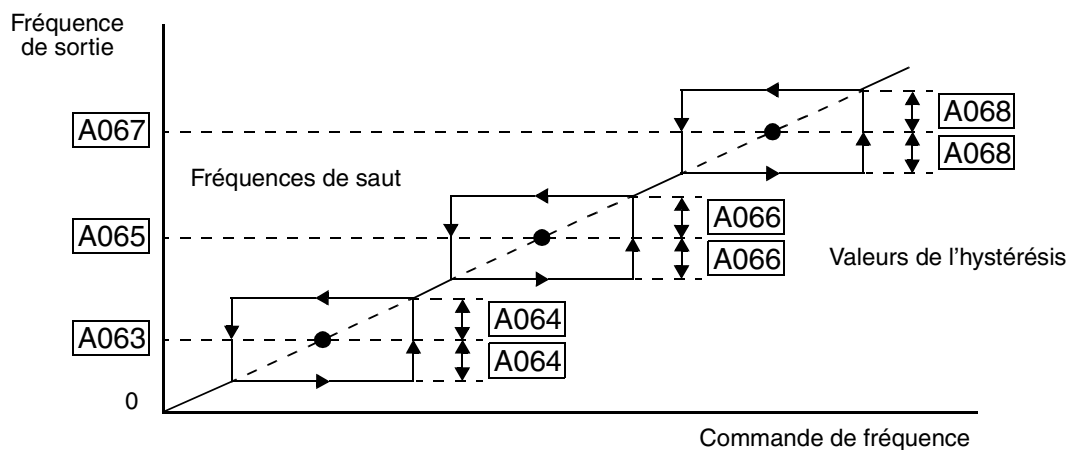 Fréquence
de sortie
A067
A068
A068
Fréquences de saut
A065
A066
A066
Valeurs de l'hystérésis
A063
A064
A064
0
Commande de fréquence